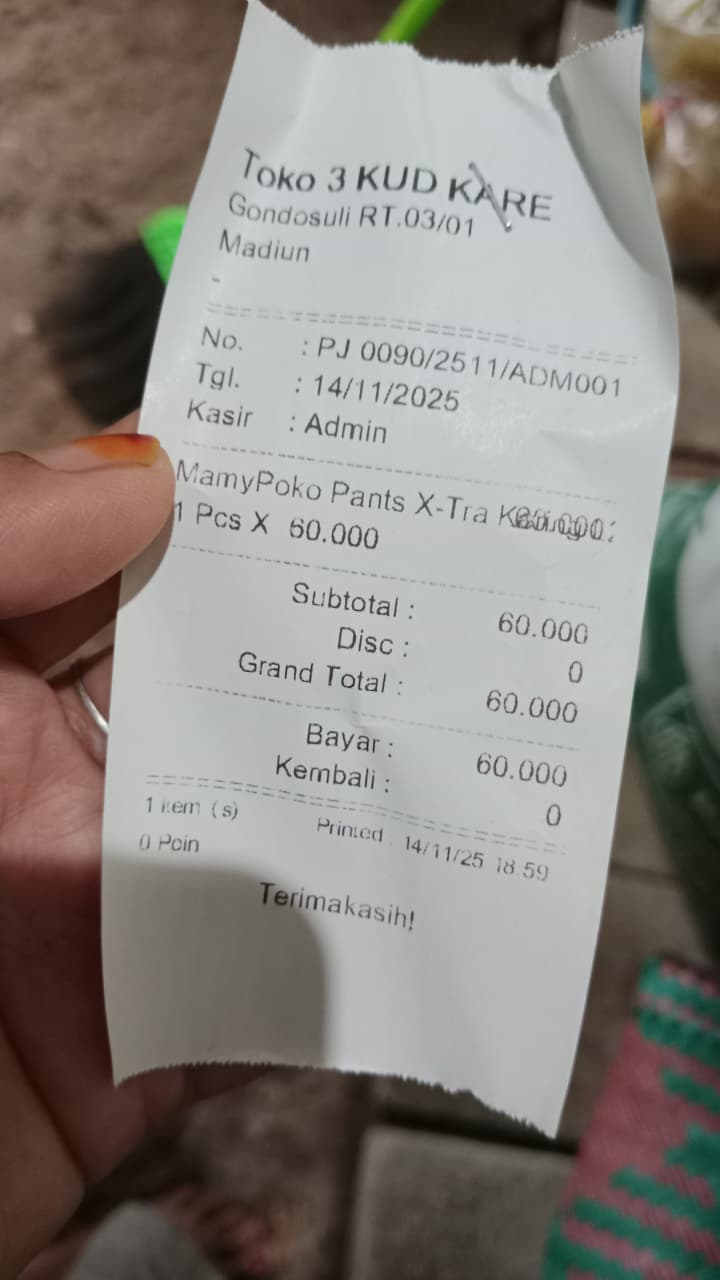 Toko 3 KUD KARE
Gondosuli RT.03/01
Madiun
-
No. : PJ 0090/2511/ADM001
Tgl. : 14/11/2025
Kasir : Admin
MamyPoko Pants X-Tra 60.000
1 Pcs X 60.000
Subtotal : 60.000
Disc : 0
Grand Total : 60.000
Bayar : 60.000
Kembali : 0
1 item (s) Printed : 14/11/25 18:59
0 Poin
Terimakasih!